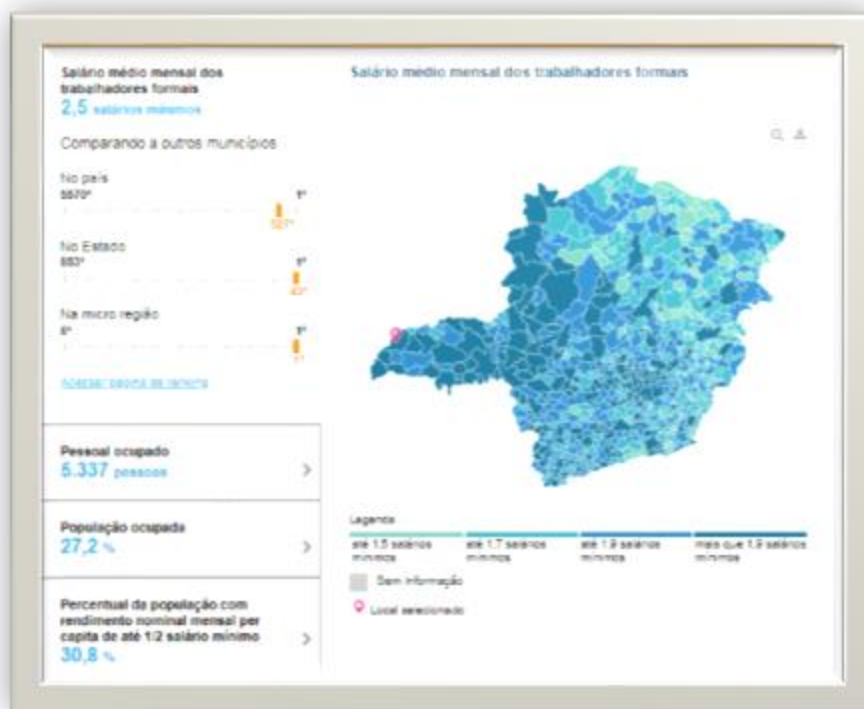 Salário médio mensal dos
trabalhadores formais
2,5 salários mínimos
Comparando a outros municípios
No país
5570º 1º
No Estado
853º 1º
Na micro região
1º
Acessar página de ranking
Pessoal ocupado
5.337 pessoas
População ocupada
27,2 %
Percentual da população com
rendimento nominal mensal per
capita de até 1/2 salário mínimo
30,8 %
Salário médio mensal dos trabalhadores formais
Legenda
até 1,5 salários
mínimos
até 1,7 salários
mínimos
até 1,9 salários
mínimos
mais que 1,9 salários
mínimos
Sem informação
Local selecionado